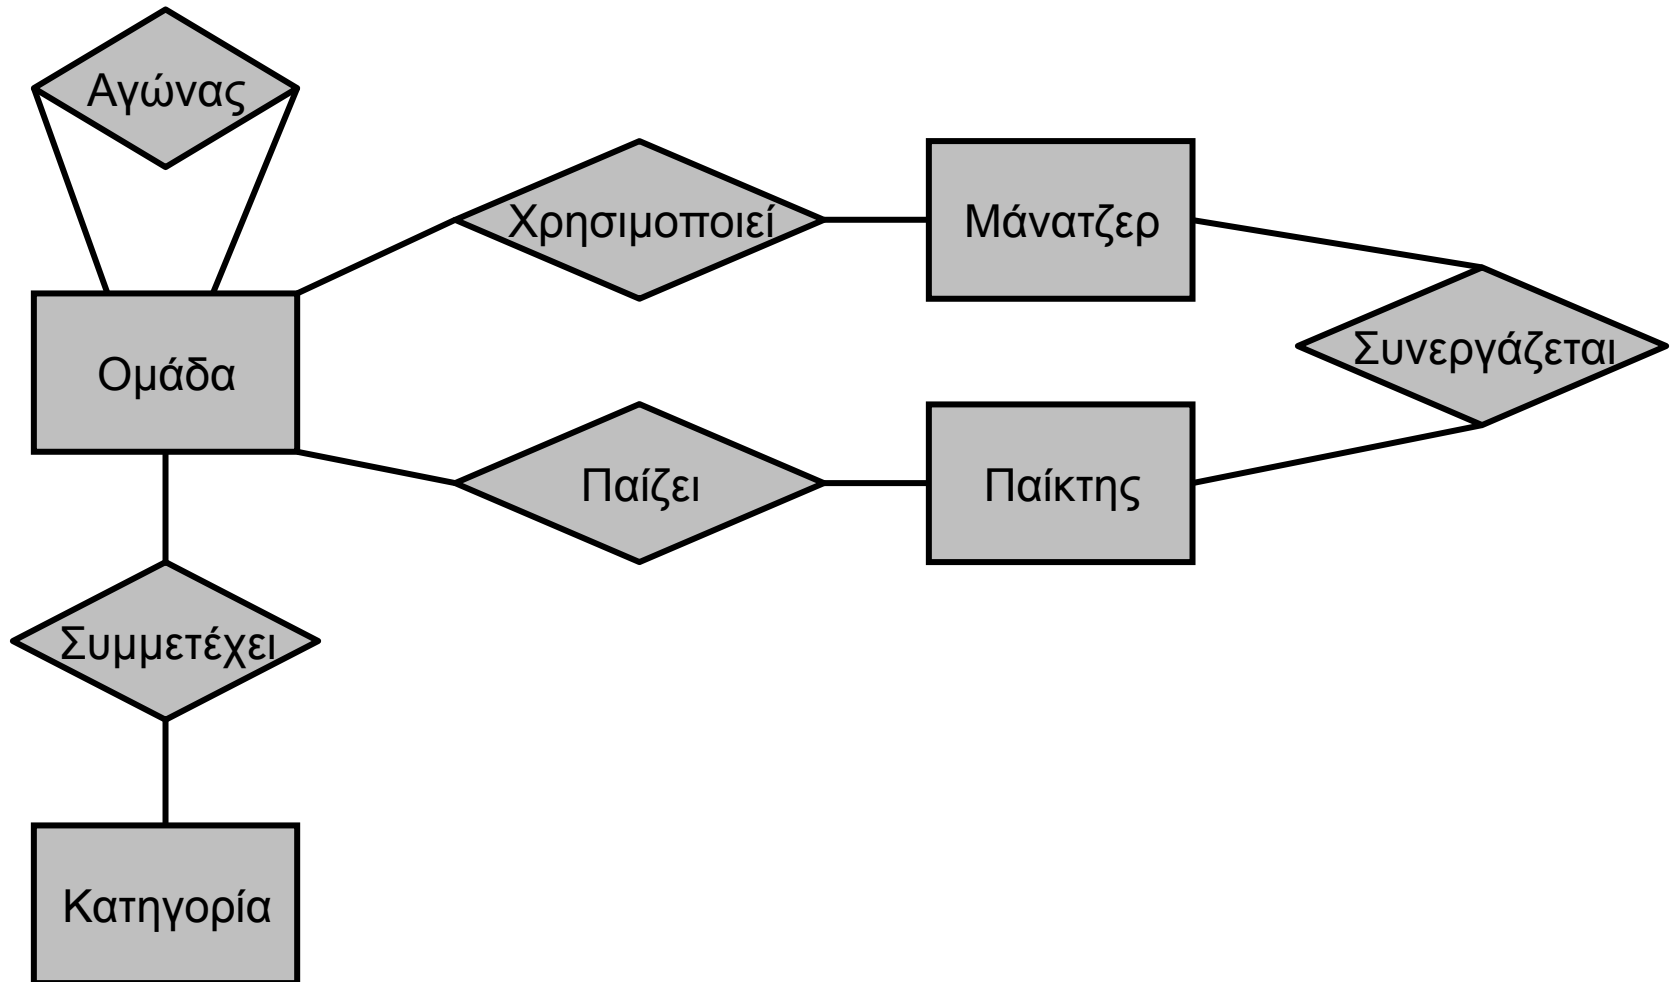 Αγώνας
Χρησιμοποιεί
Μάνατζερ
Συνεργάζεται
Ομάδα
Παίζει
Παίκτης
Συμμετέχει
Κατηγορία